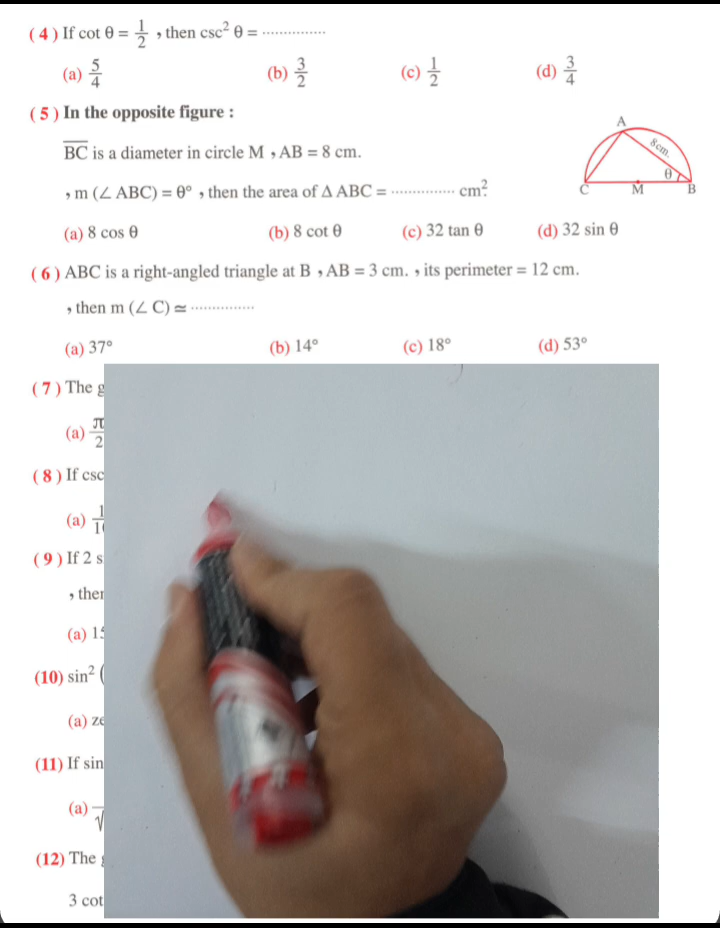 (4) If cot θ = 1/2 , then csc² θ = ...............
(a) 5/4 (b) 3/2 (c) 1/2 (d) 3/4
(5) In the opposite figure :
BC is a diameter in circle M , AB = 8 cm.
, m (∠ ABC) = θ° , then the area of Δ ABC = ............... cm².
A
8cm.
θ
C M B
(a) 8 cos θ (b) 8 cot θ (c) 32 tan θ (d) 32 sin θ
(6) ABC is a right-angled triangle at B , AB = 3 cm. , its perimeter = 12 cm.
, then m (∠ C) ≃ ...............
(a) 37° (b) 14° (c) 18° (d) 53°
(7) The
(a) π/2
(8) If csc
(a)
(9) If 2
(a)
(10) sin² (
(a)
(11) If sin
(a)
(12) The
3 cot